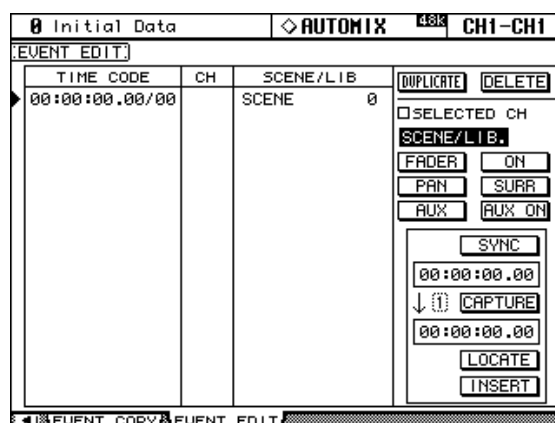 0 Initial Data ◇AUTOMIX 48k CH1-CH1
EVENT EDIT
TIME CODE CH SCENE/LIB
00:00:00.00/00 SCENE 0
DUPLICATE DELETE
SELECTED CH
SCENE/LIB.
FADER ON
PAN SURR
AUX AUX ON
SYNC
00:00:00.00
↓ 1 CAPTURE
00:00:00.00
LOCATE
INSERT
EVENT COPY EVENT EDIT